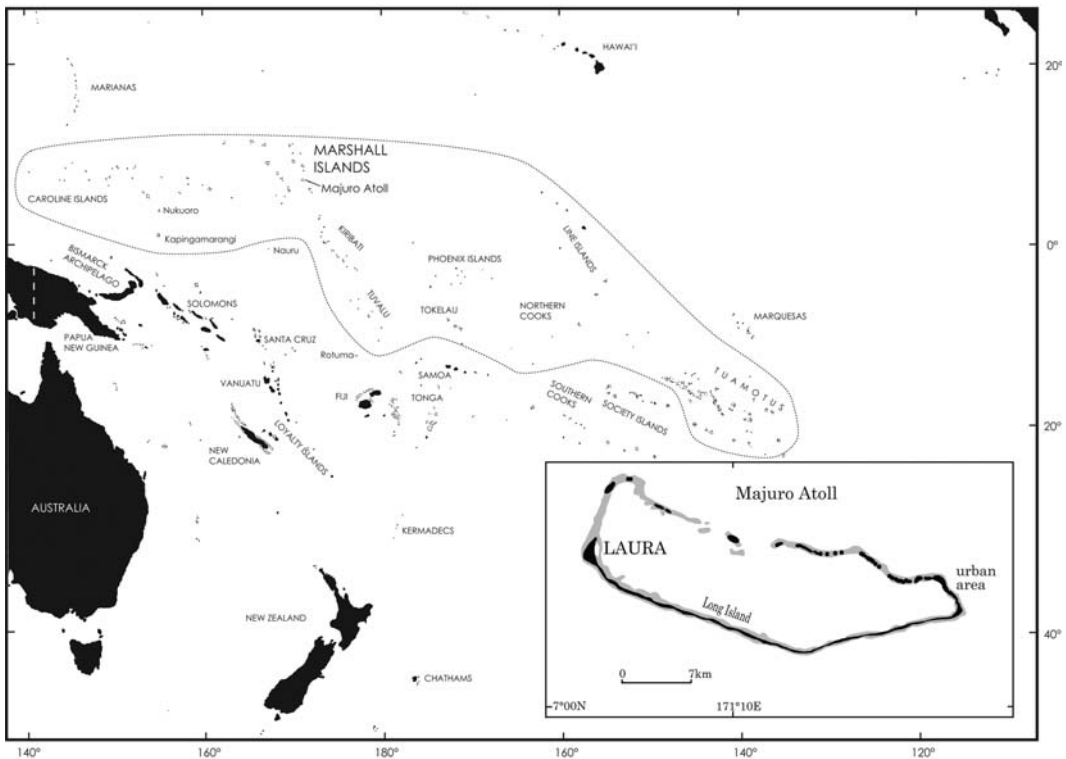 HAWAI'I
20°
MARIANAS
MARSHALL
ISLANDS
Majuro Atoll
CAROLINE ISLANDS
Nukuoro
Kapingamarangi
Nauru
KIRIBATI
LINE ISLANDS
0°
BISMARCK
ARCHIPELAGO
PHOENIX ISLANDS
SOLOMONS
TUVALU
TOKELAU
NORTHERN
COOKS
MARQUESAS
PAPUA
NEW GUINEA
SANTA CRUZ
Rotuma
SAMOA
TUAMOTUS
VANUATU
FIJI
TONGA
SOUTHERN
COOKS
SOCIETY ISLANDS
20°
LOYALTY ISLANDS
NEW
CALEDONIA
AUSTRALIA
KERMADECS
NEW ZEALAND
CHATHAMS
40°
Majuro Atoll
LAURA
urban
area
Long Island
0 7km
7°00N 171°10E
140° 160° 180° 160° 140° 120°